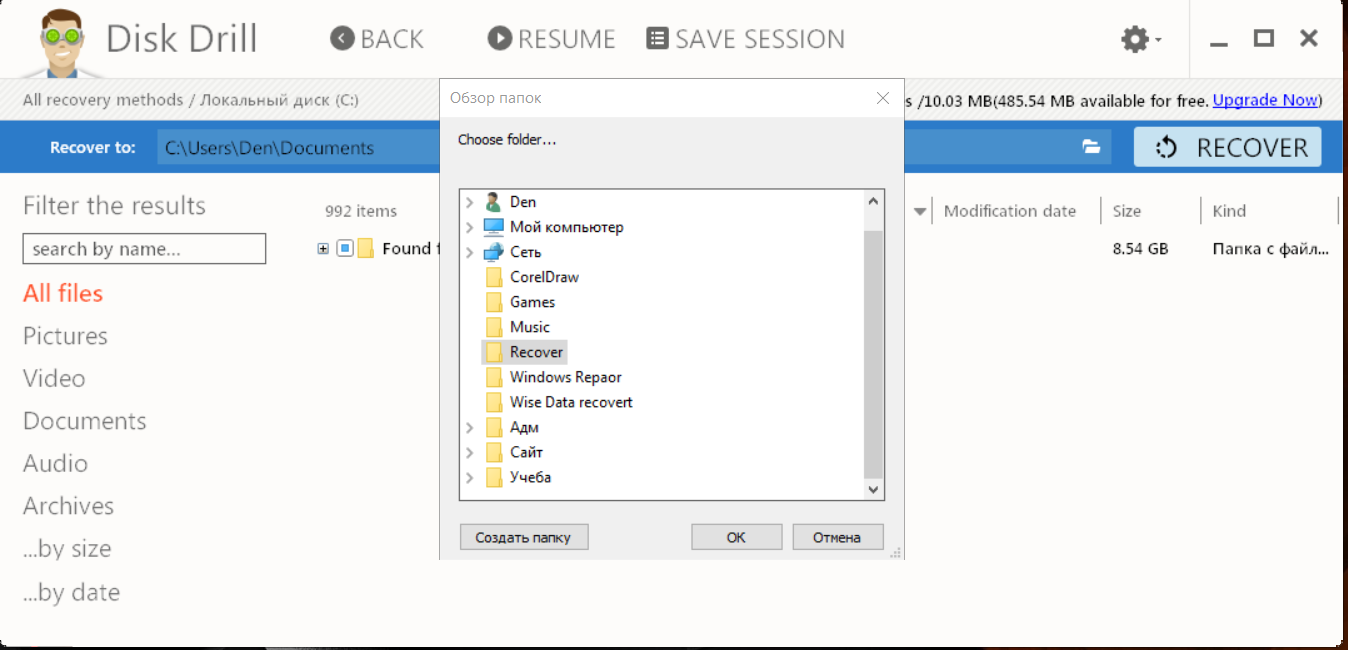 Disk Drill
BACK
RESUME
SAVE SESSION
All recovery methods / Локальный диск (C:)
s /10.03 MB(485.54 MB available for free. Upgrade Now)
Recover to:
C:\Users\Den\Documents
RECOVER
Обзор папок
Choose folder...
Den
Мой компьютер
Сеть
CorelDraw
Games
Music
Recover
Windows Repaor
Wise Data recovert
Адм
Сайт
Учеба
Создать папку
ОК
Отмена
Filter the results
search by name...
All files
Pictures
Video
Documents
Audio
Archives
...by size
...by date
992 items
Modification date
Size
Kind
Found f
8.54 GB
Папка с файл...